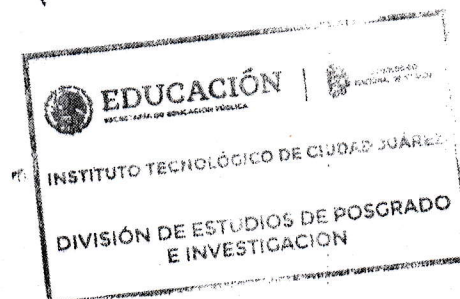 EDUCACIÓN
SECRETARÍA DE EDUCACIÓN PÚBLICA
INSTITUTO TECNOLÓGICO DE CIUDAD JUÁREZ
DIVISIÓN DE ESTUDIOS DE POSGRADO
E INVESTIGACION